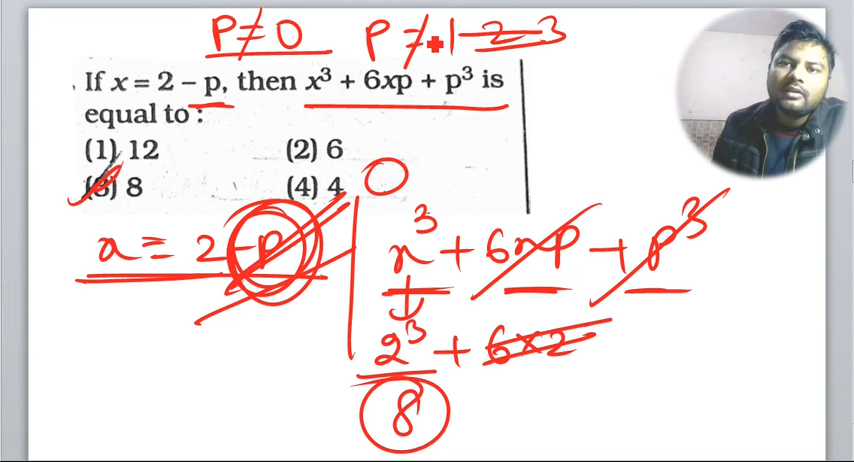 P≠0 P≠-1-2-3
If x = 2 – p, then x³ + 6xp + p³ is
equal to :
(1) 12 (2) 6
(3) 8 (4) 4
0
x = 2-p x³ + 6xp + p³
2³ + 6×2
8